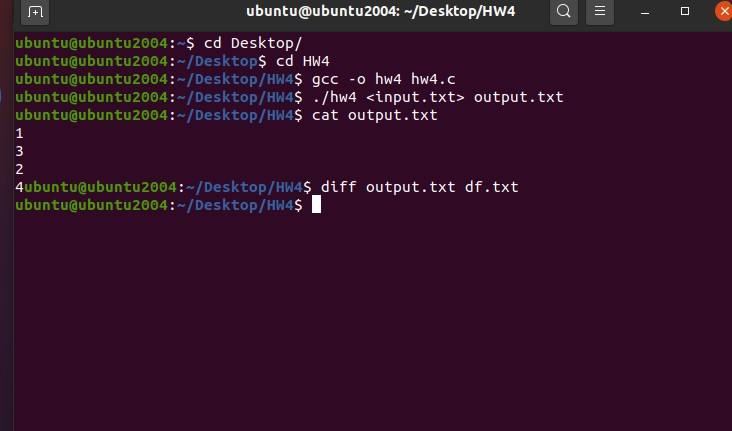 ubuntu@ubuntu2004: ~/Desktop/HW4
ubuntu@ubuntu2004:~$ cd Desktop/
ubuntu@ubuntu2004:~/Desktop$ cd HW4
ubuntu@ubuntu2004:~/Desktop/HW4$ gcc -o hw4 hw4.c
ubuntu@ubuntu2004:~/Desktop/HW4$ ./hw4 <input.txt> output.txt
ubuntu@ubuntu2004:~/Desktop/HW4$ cat output.txt
1
3
2
4ubuntu@ubuntu2004:~/Desktop/HW4$ diff output.txt df.txt
ubuntu@ubuntu2004:~/Desktop/HW4$